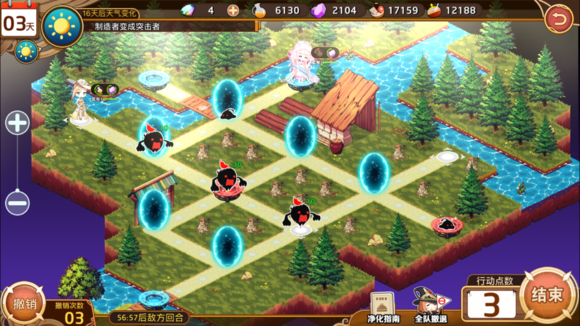 03天
16天后天气变化
制造者变成突击者
4
6130
2104
17159
12188
撤销
撤销次数
03
56:57后敌方回合
净化指南
全队撤退
行动点数
3
结束